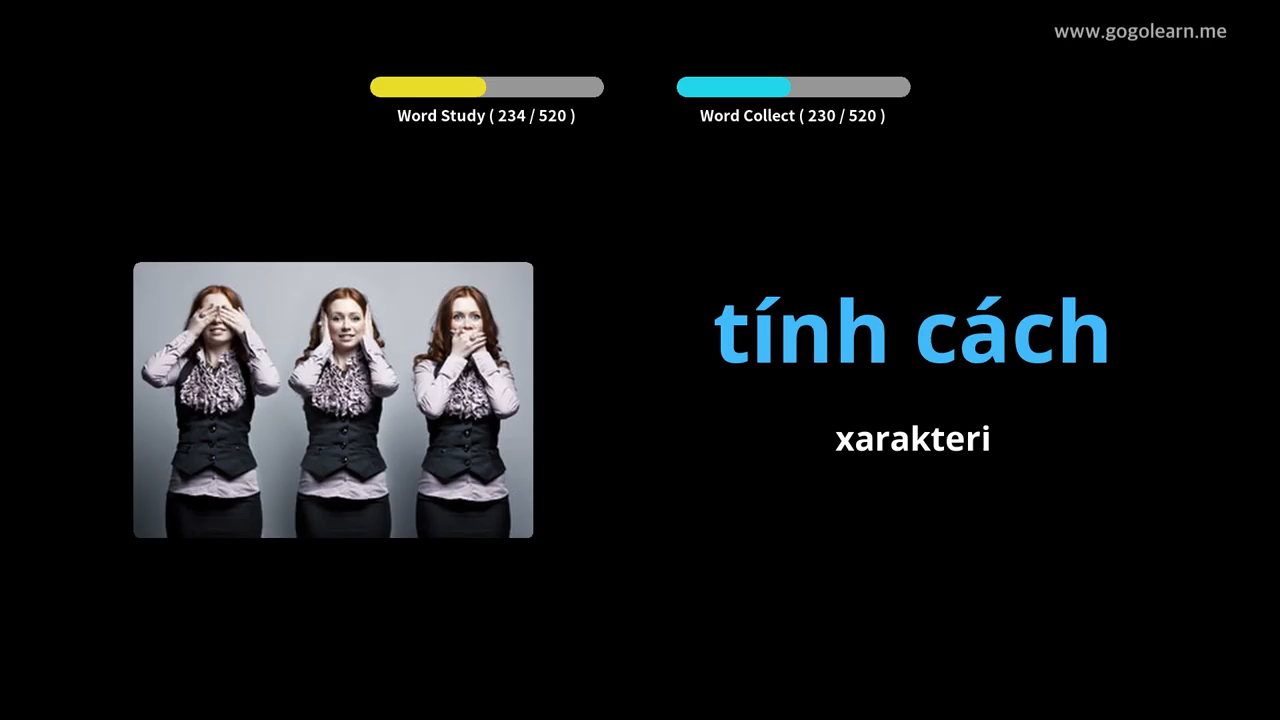 www.gogolearn.me
Word Study ( 234 / 520 )
Word Collect ( 230 / 520 )
tính cách
xarakteri